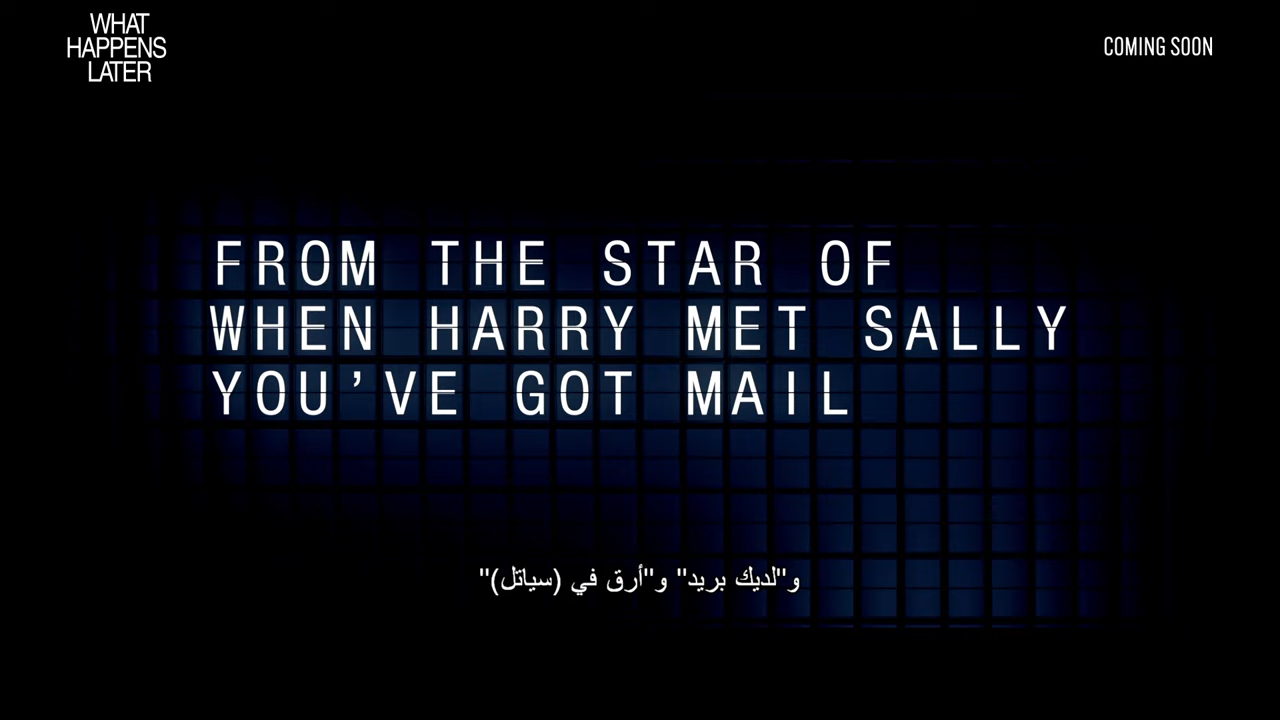 WHAT
HAPPENS
LATER
COMING SOON
FROM THE STAR OF
WHEN HARRY MET SALLY
YOU'VE GOT MAIL
و"لديك بريد" و"أرق في (سياتل)"